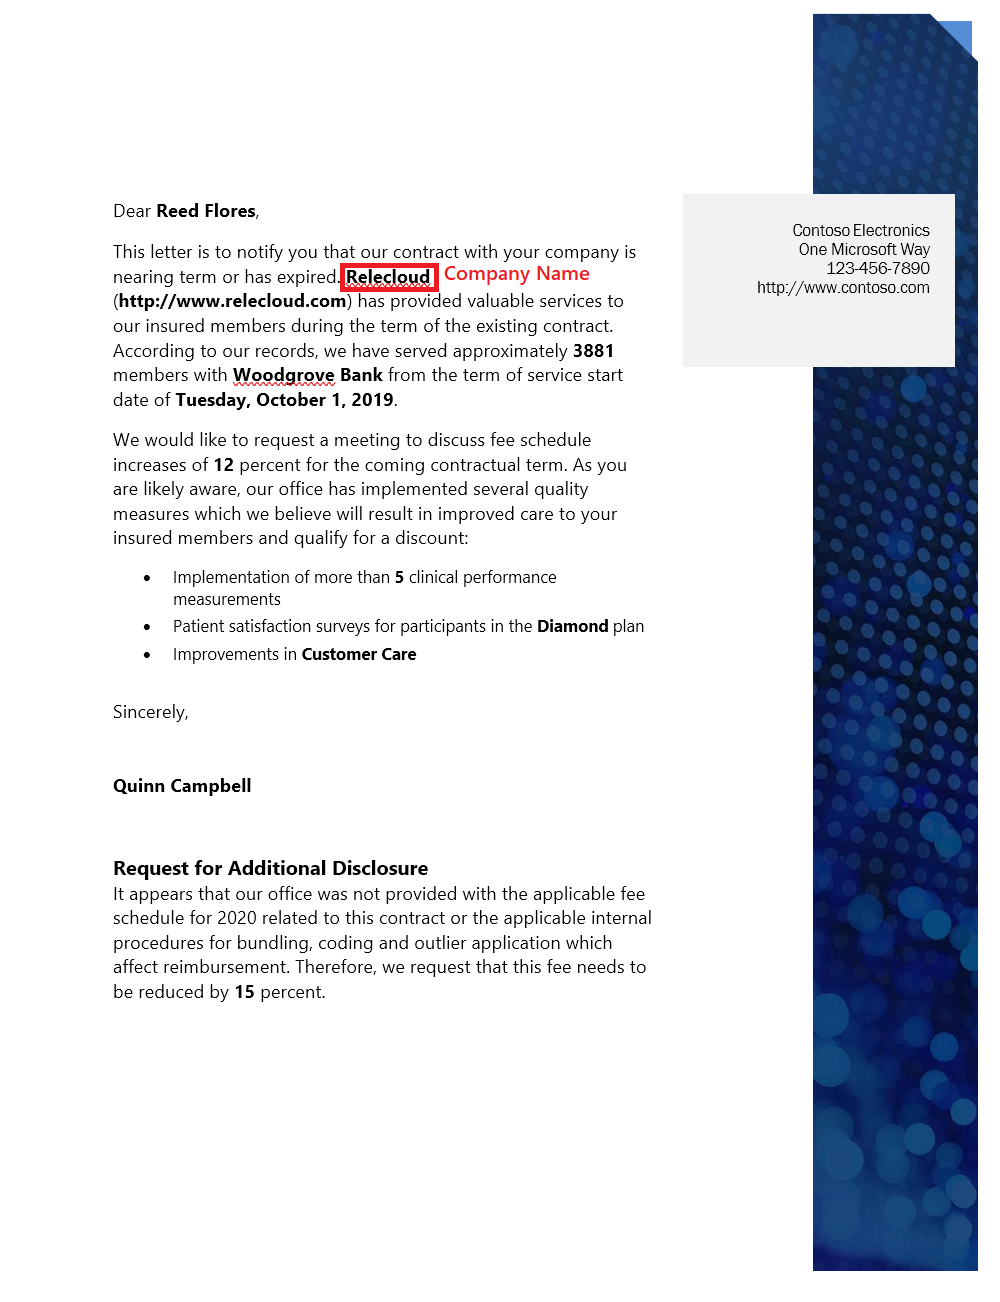 Dear Reed Flores,
This letter is to notify you that our contract with your company is
nearing term or has expired. Relecloud Company Name
(http://www.relecloud.com) has provided valuable services to
our insured members during the term of the existing contract.
According to our records, we have served approximately 3881
members with Woodgrove Bank from the term of service start
date of Tuesday, October 1, 2019.
We would like to request a meeting to discuss fee schedule
increases of 12 percent for the coming contractual term. As you
are likely aware, our office has implemented several quality
measures which we believe will result in improved care to your
insured members and qualify for a discount:
• Implementation of more than 5 clinical performance
measurements
• Patient satisfaction surveys for participants in the Diamond plan
• Improvements in Customer Care
Sincerely,
Quinn Campbell
Request for Additional Disclosure
It appears that our office was not provided with the applicable fee
schedule for 2020 related to this contract or the applicable internal
procedures for bundling, coding and outlier application which
affect reimbursement. Therefore, we request that this fee needs to
be reduced by 15 percent.
Contoso Electronics
One Microsoft Way
123-456-7890
http://www.contoso.com